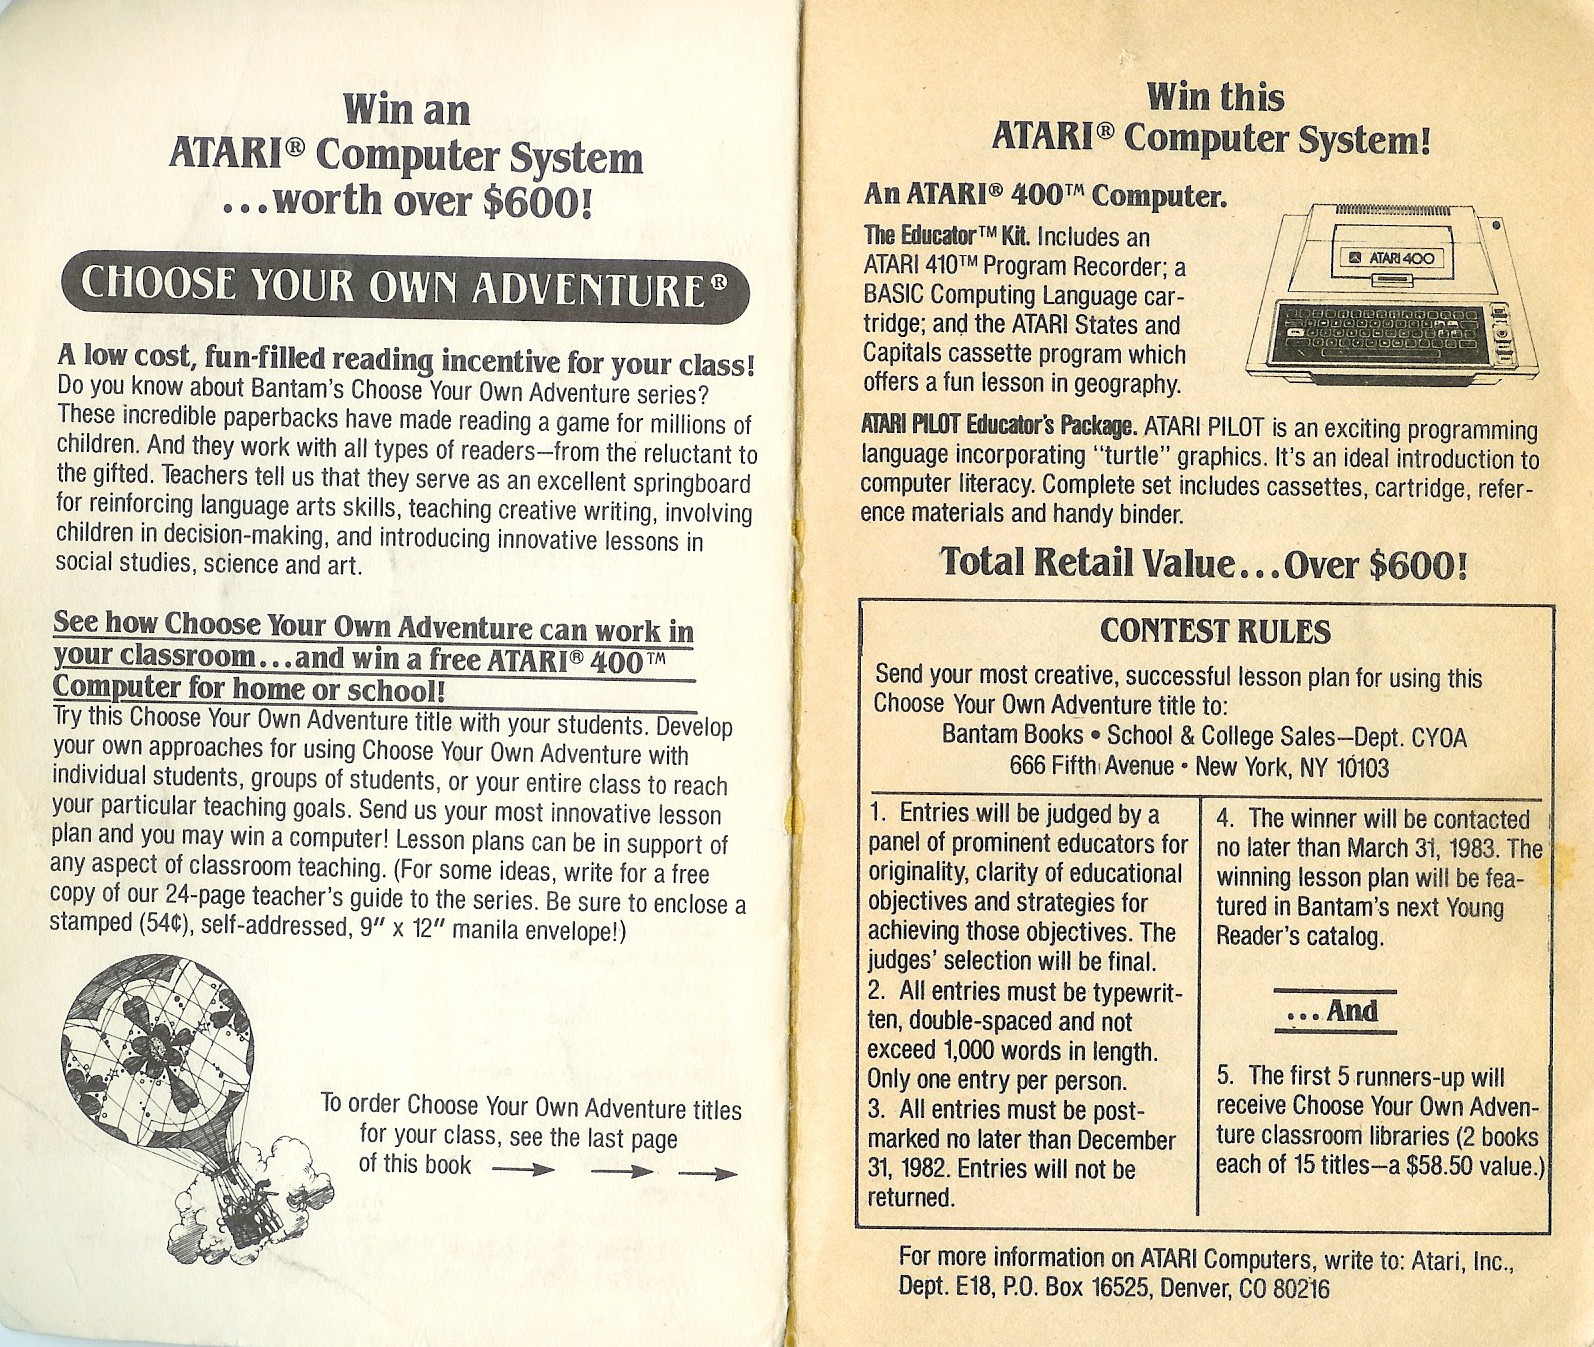 Win an
ATARI® Computer System
...worth over $600!
CHOOSE YOUR OWN ADVENTURE®
A low cost, fun-filled reading incentive for your class!
Do you know about Bantam's Choose Your Own Adventure series?
These incredible paperbacks have made reading a game for millions of
children. And they work with all types of readers—from the reluctant to
the gifted. Teachers tell us that they serve as an excellent springboard
for reinforcing language arts skills, teaching creative writing, involving
children in decision-making, and introducing innovative lessons in
social studies, science and art.
See how Choose Your Own Adventure can work in
your classroom...and win a free ATARI® 400™
Computer for home or school!
Try this Choose Your Own Adventure title with your students. Develop
your own approaches for using Choose Your Own Adventure with
individual students, groups of students, or your entire class to reach
your particular teaching goals. Send us your most innovative lesson
plan and you may win a computer! Lesson plans can be in support of
any aspect of classroom teaching. (For some ideas, write for a free
copy of our 24-page teacher's guide to the series. Be sure to enclose a
stamped (54¢), self-addressed, 9" x 12" manila envelope!)
To order Choose Your Own Adventure titles
for your class, see the last page
of this book
Win this
ATARI® Computer System!
An ATARI® 400™ Computer.
The Educator™ Kit. Includes an
ATARI 410™ Program Recorder; a
BASIC Computing Language car-
tridge; and the ATARI States and
Capitals cassette program which
offers a fun lesson in geography.
ATARI 400
ATARI PILOT Educator's Package. ATARI PILOT is an exciting programming
language incorporating "turtle" graphics. It's an ideal introduction to
computer literacy. Complete set includes cassettes, cartridge, refer-
ence materials and handy binder.
Total Retail Value...Over $600!
CONTEST RULES
Send your most creative, successful lesson plan for using this
Choose Your Own Adventure title to:
Bantam Books • School & College Sales—Dept. CYOA
666 Fifth Avenue • New York, NY 10103
1. Entries will be judged by a
panel of prominent educators for
originality, clarity of educational
objectives and strategies for
achieving those objectives. The
judges' selection will be final.
2. All entries must be typewrit-
ten, double-spaced and not
exceed 1,000 words in length.
Only one entry per person.
3. All entries must be post-
marked no later than December
31, 1982. Entries will not be
returned.
4. The winner will be contacted
no later than March 31, 1983. The
winning lesson plan will be fea-
tured in Bantam's next Young
Reader's catalog.
...And
5. The first 5 runners-up will
receive Choose Your Own Adven-
ture classroom libraries (2 books
each of 15 titles—a $58.50 value.)
For more information on ATARI Computers, write to: Atari, Inc.,
Dept. E18, P.O. Box 16525, Denver, CO 80216